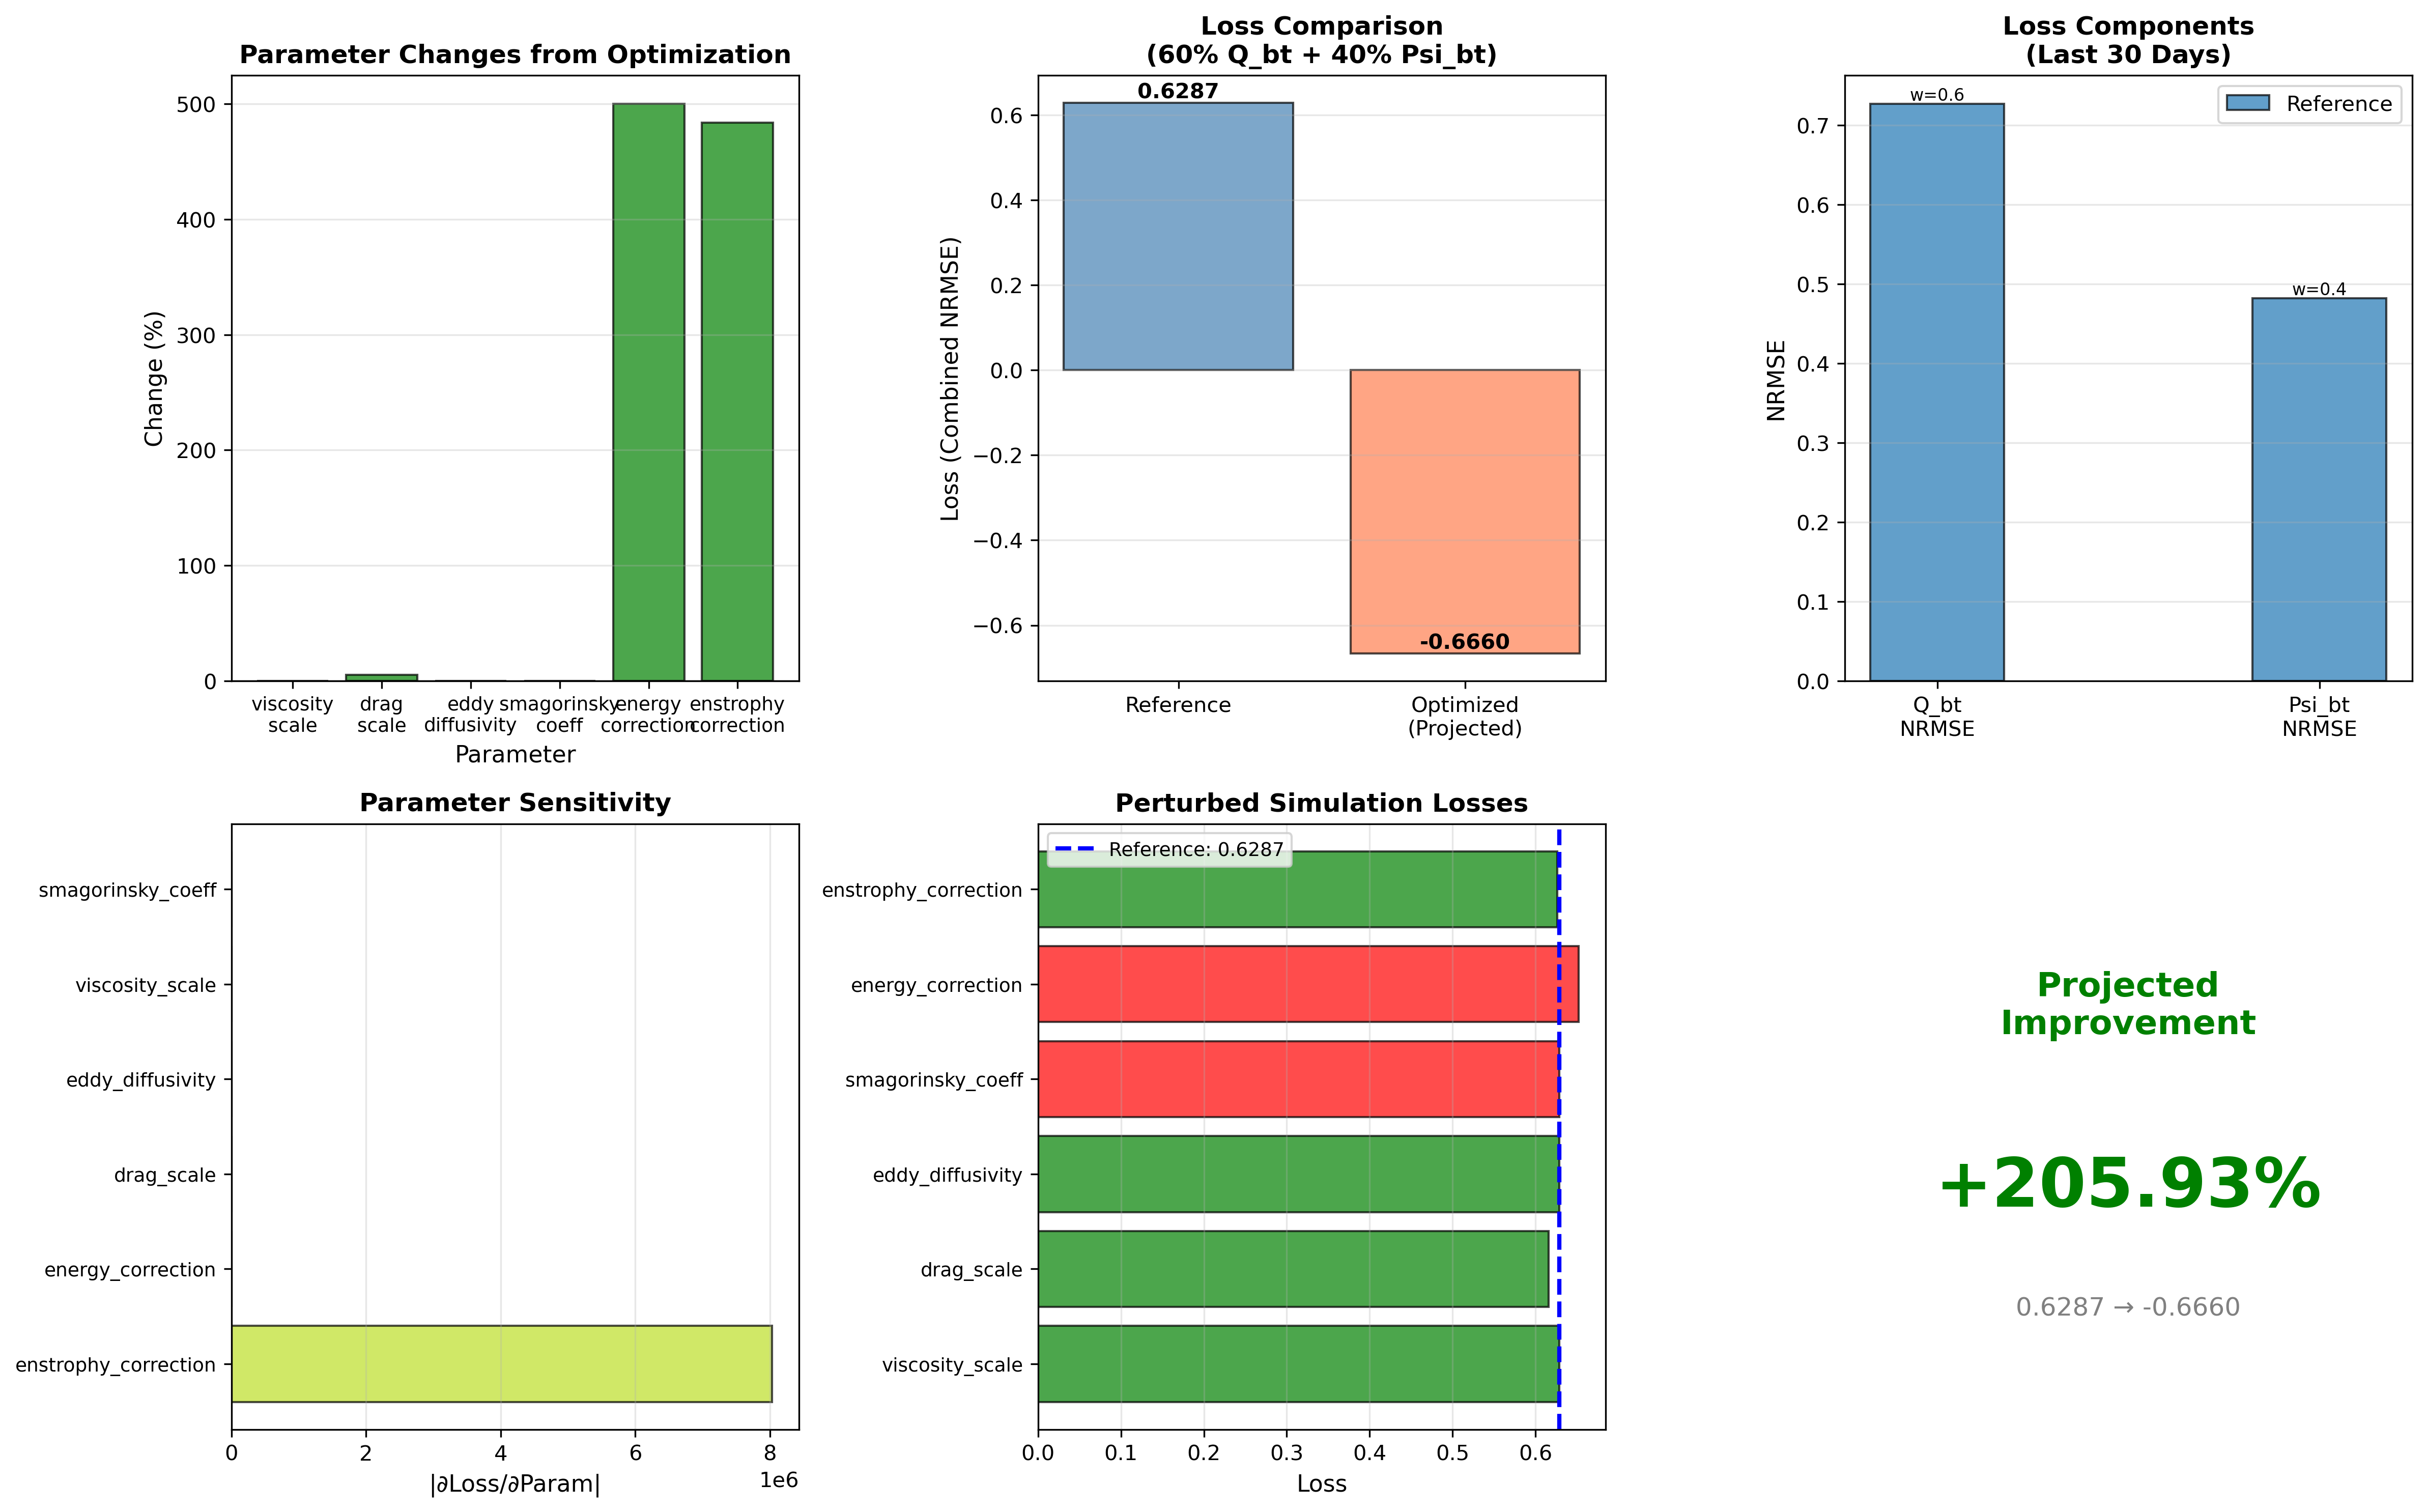 Parameter Changes from Optimization
Change (%)
500
400
300
200
100
0
viscosity
scale
drag
scale
eddy
diffusivity
smagorinsky
coeff
energy
correction
enstrophy
correction
Parameter
Loss Comparison
(60% Q_bt + 40% Psi_bt)
Loss (Combined NRMSE)
0.6
0.4
0.2
0.0
−0.2
−0.4
−0.6
0.6287
-0.6660
Reference
Optimized
(Projected)
Loss Components
(Last 30 Days)
NRMSE
0.7
0.6
0.5
0.4
0.3
0.2
0.1
0.0
w=0.6
w=0.4
Reference
Q_bt
NRMSE
Psi_bt
NRMSE
Parameter Sensitivity
smagorinsky_coeff
viscosity_scale
eddy_diffusivity
drag_scale
energy_correction
enstrophy_correction
0 2 4 6 8
1e6
|∂Loss/∂Param|
Perturbed Simulation Losses
Reference: 0.6287
enstrophy_correction
energy_correction
smagorinsky_coeff
eddy_diffusivity
drag_scale
viscosity_scale
0.0 0.1 0.2 0.3 0.4 0.5 0.6
Loss
Projected
Improvement
+205.93%
0.6287 → -0.6660